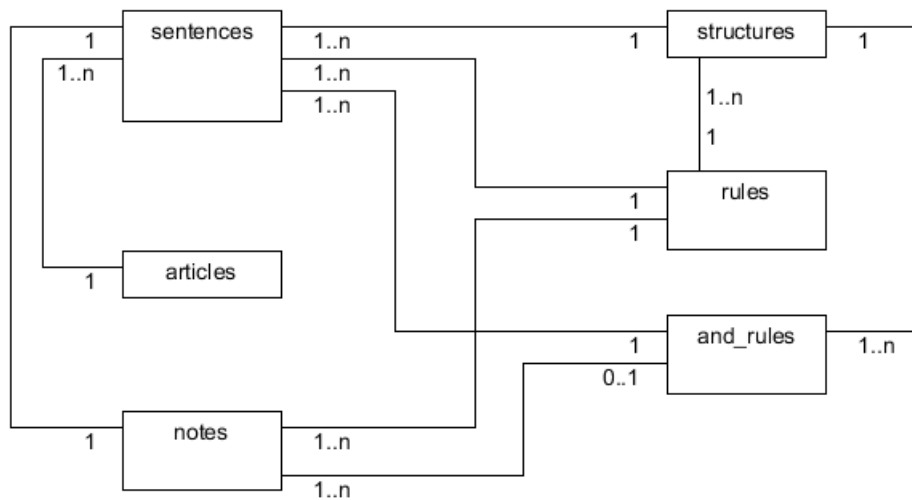 sentences
structures
1
1..n
1
1
1..n
1..n
1..n
1..n
1
rules
1
1
articles
1
and_rules
1
1..n
0..1
notes
1
1..n
1..n